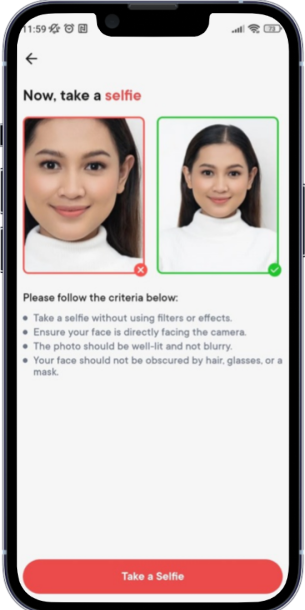 11:59
73
Now, take a selfie
Please follow the criteria below:
Take a selfie without using filters or effects.
Ensure your face is directly facing the camera.
The photo should be well-lit and not blurry.
Your face should not be obscured by hair, glasses, or a
mask.
Take a Selfie